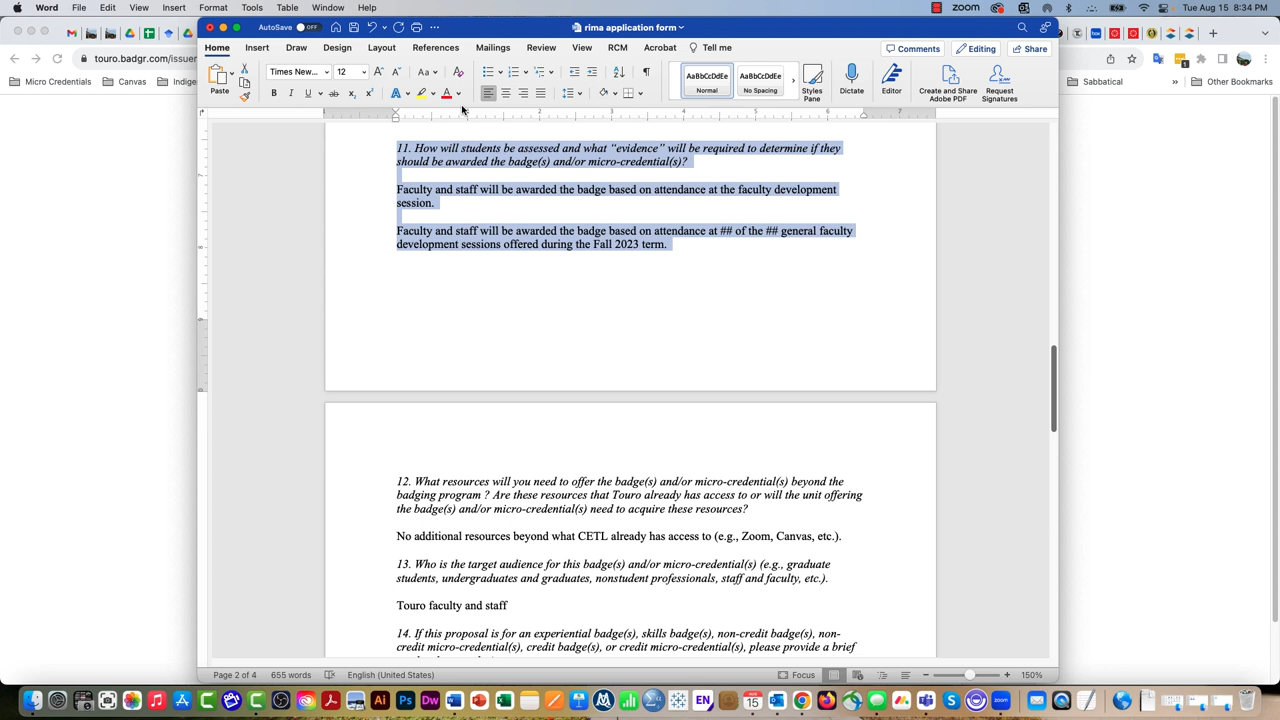 Word File Edit View Insert Format Tools Table Window Help zoom Tue Aug 15 8:34 PM
AutoSave OFF rima application form
Home Insert Draw Design Layout References Mailings Review View RCM Acrobat Tell me Comments Editing Share
touro.badgr.org/issuer
Micro Credentials Canvas Indige Sabbatical Other Bookmarks
Paste Times New... 12 Aa AaBbCcDdEe Normal AaBbCcDdEe No Spacing Styles Pane Dictate Editor Create and Share Adobe PDF Request Signatures
11. How will students be assessed and what “evidence” will be required to determine if they
should be awarded the badge(s) and/or micro-credential(s)?
Faculty and staff will be awarded the badge based on attendance at the faculty development
session.
Faculty and staff will be awarded the badge based on attendance at ## of the ## general faculty
development sessions offered during the Fall 2023 term.
12. What resources will you need to offer the badge(s) and/or micro-credential(s) beyond the
badging program ? Are these resources that Touro already has access to or will the unit offering
the badge(s) and/or micro-credential(s) need to acquire these resources?
No additional resources beyond what CETL already has access to (e.g., Zoom, Canvas, etc.).
13. Who is the target audience for this badge(s) and/or micro-credential(s) (e.g., graduate
students, undergraduates and graduates, nonstudent professionals, staff and faculty, etc.).
Touro faculty and staff
14. If this proposal is for an experiential badge(s), skills badge(s), non-credit badge(s), non-
credit micro-credential(s), credit badge(s), or credit micro-credential(s), please provide a brief
Page 2 of 4 655 words English (United States) Focus 150%